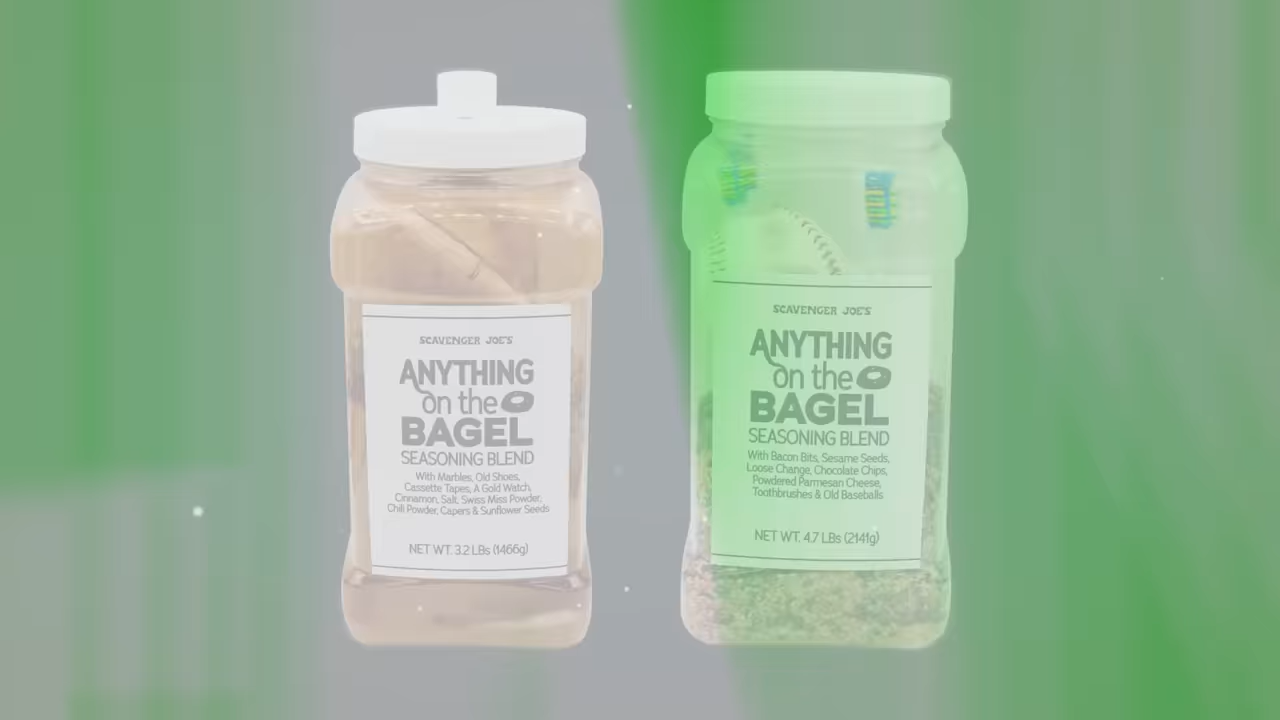 SCAVENGER JOE'S
ANYTHING
on the
BAGEL
SEASONING BLEND
With Marbles, Old Shoes,
Cassette Tapes, A Gold Watch,
Cinnamon, Salt, Swiss Miss Powder,
Chili Powder, Capers & Sunflower Seeds
NET WT. 3.2 LBs (1466g)
SCAVENGER JOE'S
ANYTHING
on the
BAGEL
SEASONING BLEND
With Bacon Bits, Sesame Seeds,
Loose Change, Chocolate Chips,
Powdered Parmesan Cheese,
Toothbrushes & Old Baseballs
NET WT. 4.7 LBs (2141g)